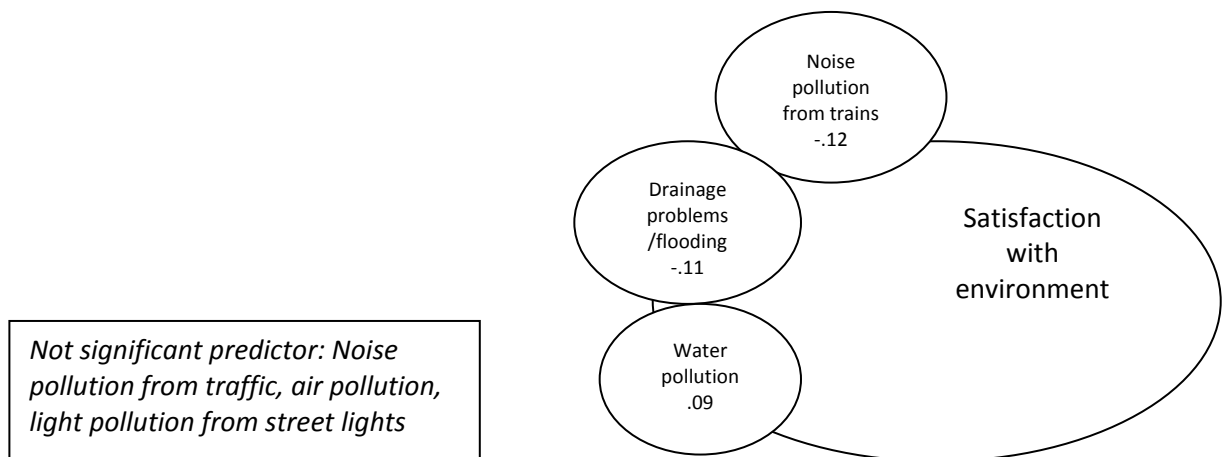 Noise
pollution
from trains
-.12
Drainage
problems
/flooding
-.11
Satisfaction
with
environment
Water
pollution
.09
Not significant predictor: Noise
pollution from traffic, air pollution,
light pollution from street lights